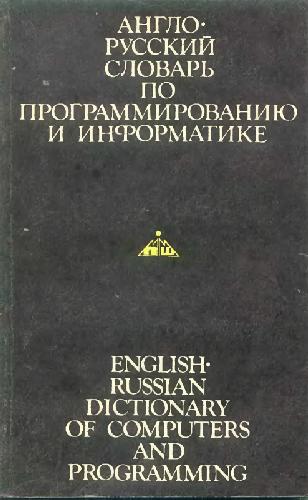 АНГЛО·
РУССКИЙ
СЛОВАРЬ
ПО
ПРОГРАММИРОВАНИЮ
И ИНФОРМАТИКЕ
ENGLISH·
RUSSIAN
DICTIONARY
OF COMPUTERS
AND
PROGRAMMING